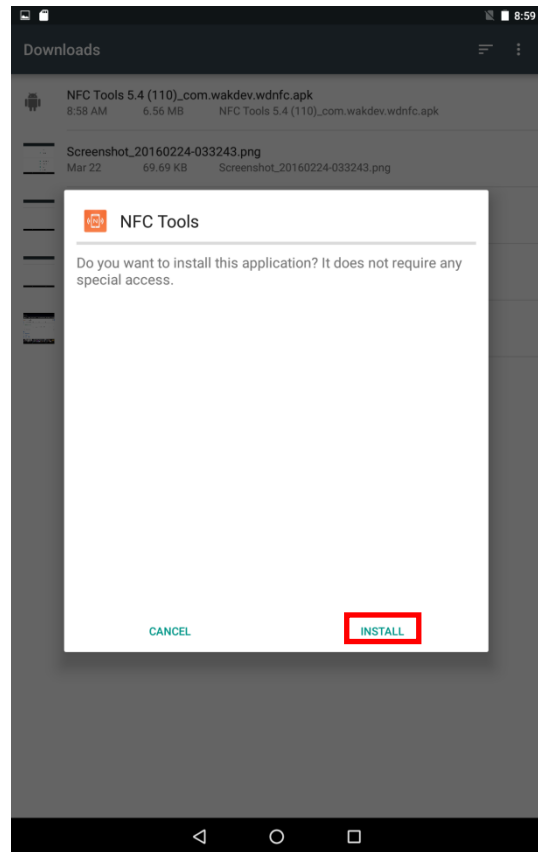 8:59
Downloads
NFC Tools 5.4 (110)_com.wakdev.wdnfc.apk
8:58 AM 6.56 MB NFC Tools 5.4 (110)_com.wakdev.wdnfc.apk
Screenshot_20160224-033243.png
Mar 22 69.69 KB Screenshot_20160224-033243.png
NFC Tools
Do you want to install this application? It does not require any
special access.
CANCEL INSTALL